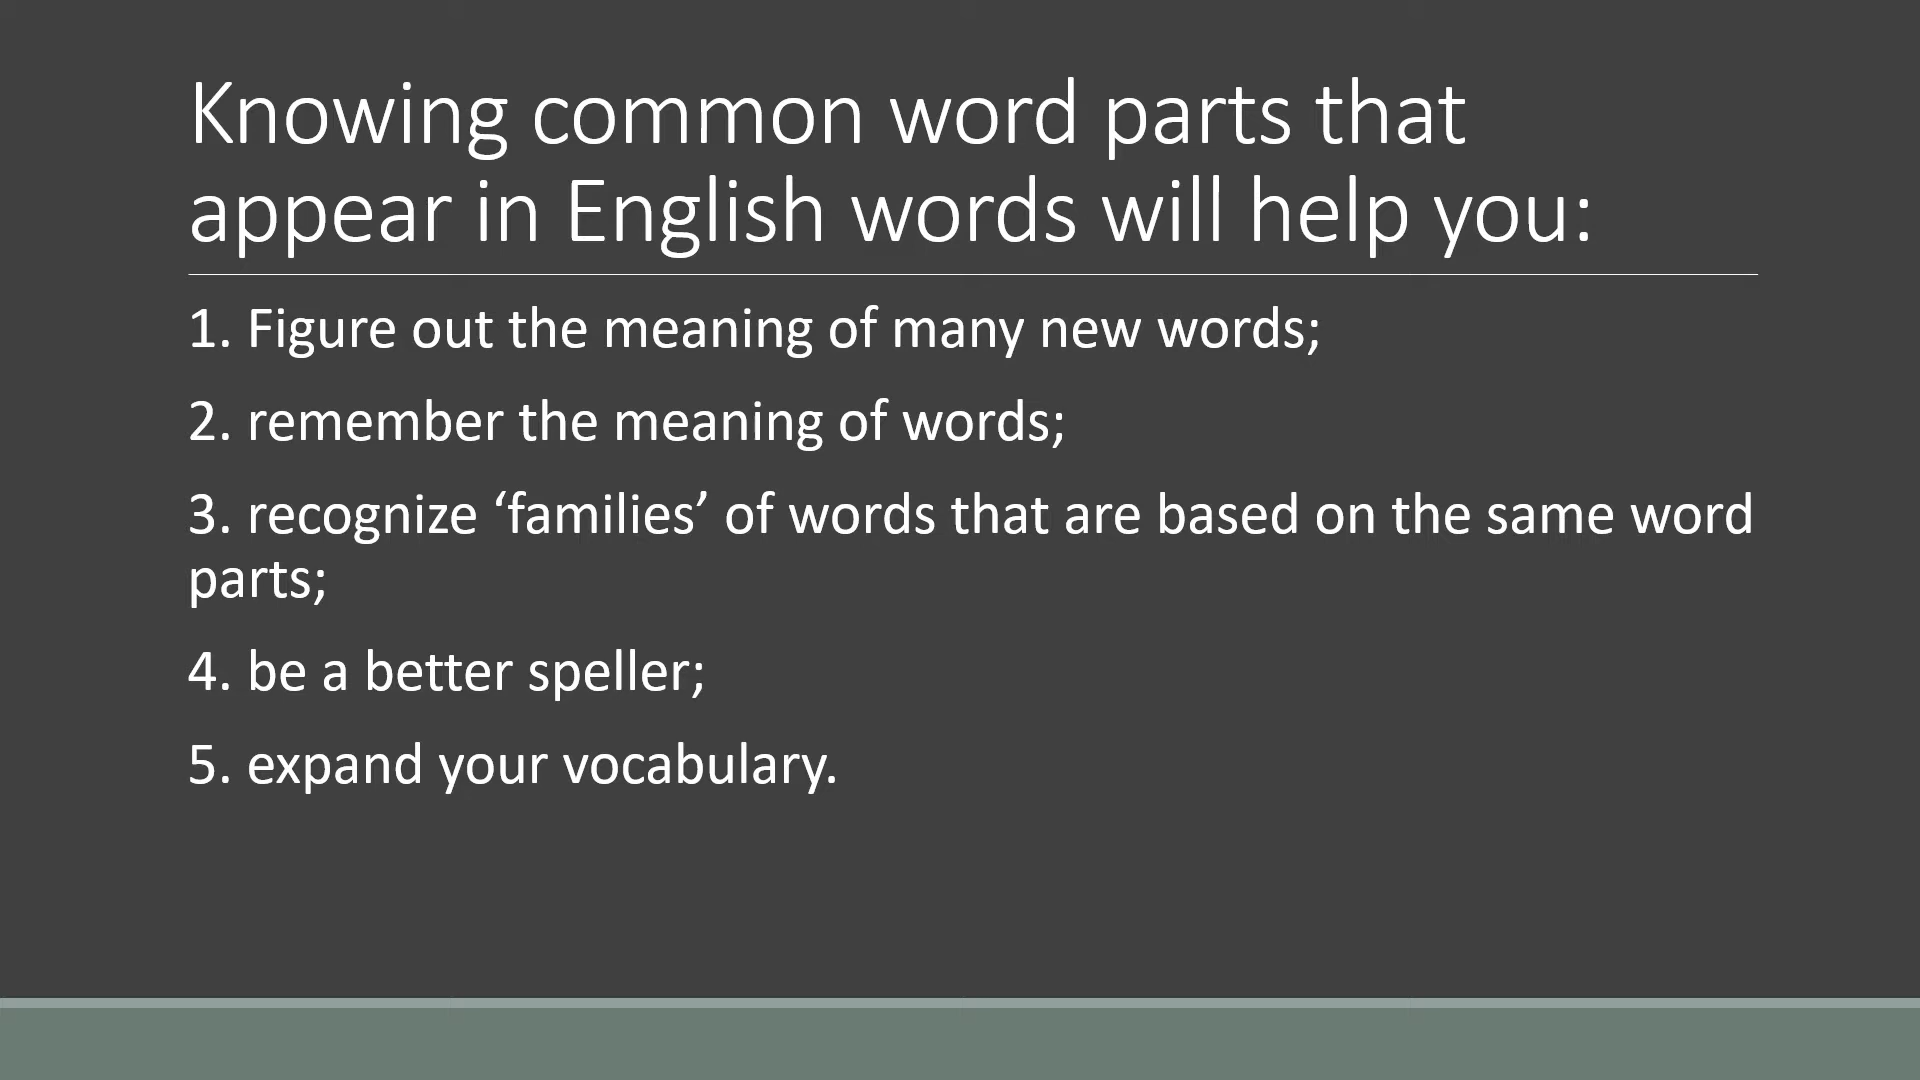 Knowing common word parts that
appear in English words will help you:
1. Figure out the meaning of many new words;
2. remember the meaning of words;
3. recognize ‘families’ of words that are based on the same word
parts;
4. be a better speller;
5. expand your vocabulary.